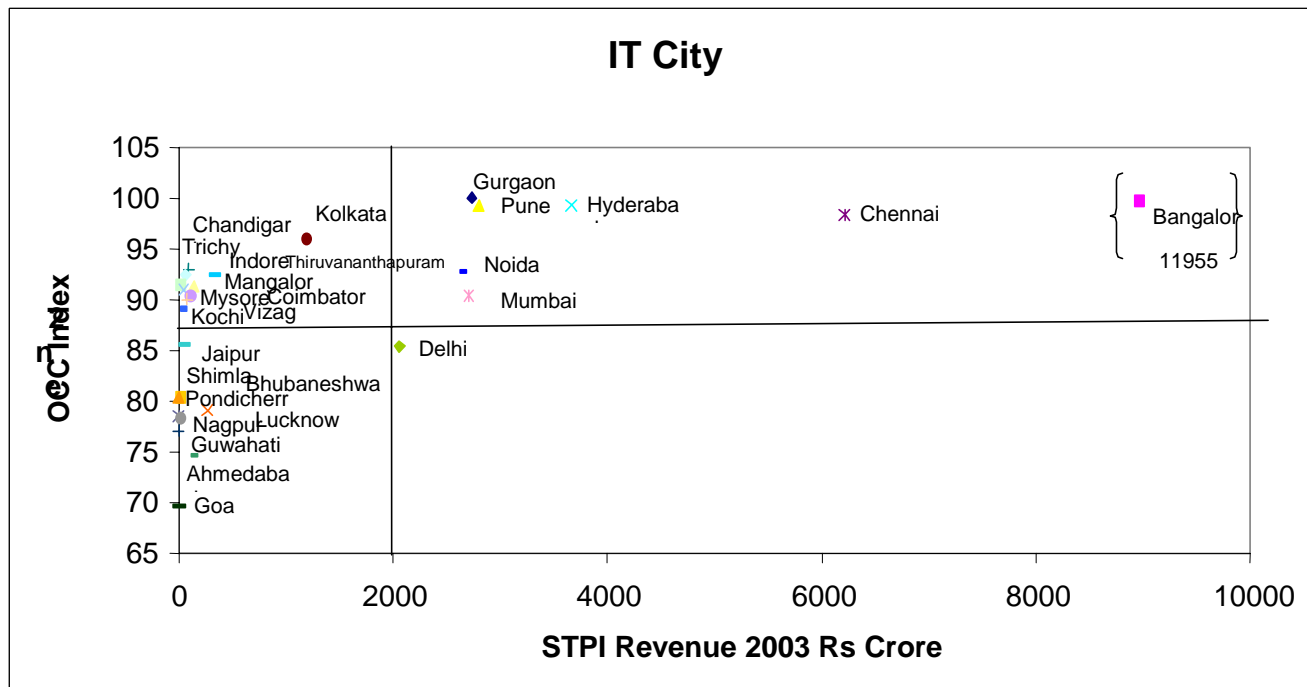 IT City
105
100
95
90
85
80
75
70
65
Gurgaon
Pune
Hyderaba
Chennai
Bangalor
11955
Kolkata
Chandigar
Trichy
Indore
Thiruvananthapuram
Noida
Mangalor
Mysore
Coimbator
Mumbai
Kochi
Vizag
Jaipur
Delhi
Shimla
Bhubaneshwa
Pondicherr
Lucknow
Nagpur
Guwahati
Ahmedaba
Goa
0
2000
4000
6000
8000
10000
STPI Revenue 2003 Rs Crore
OCC Index